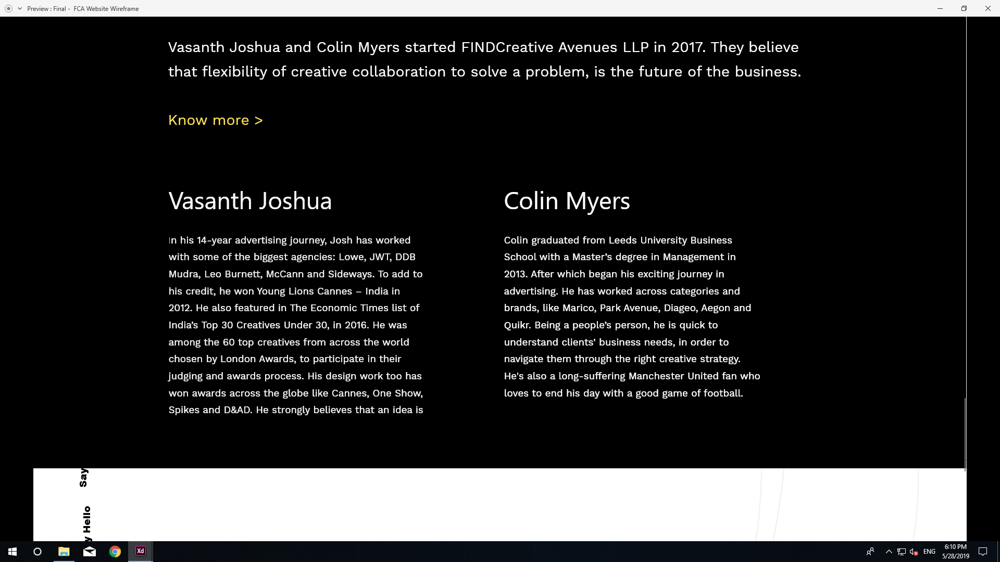 Preview : Final - FCA Website Wireframe
Vasanth Joshua and Colin Myers started FINDCreative Avenues LLP in 2017. They believe
that flexibility of creative collaboration to solve a problem, is the future of the business.
Know more >
Vasanth Joshua
In his 14-year advertising journey, Josh has worked
with some of the biggest agencies: Lowe, JWT, DDB
Mudra, Leo Burnett, McCann and Sideways. To add to
his credit, he won Young Lions Cannes – India in
2012. He also featured in The Economic Times list of
India’s Top 30 Creatives Under 30, in 2016. He was
among the 60 top creatives from across the world
chosen by London Awards, to participate in their
judging and awards process. His design work too has
won awards across the globe like Cannes, One Show,
Spikes and D&AD. He strongly believes that an idea is
Colin Myers
Colin graduated from Leeds University Business
School with a Master’s degree in Management in
2013. After which began his exciting journey in
advertising. He has worked across categories and
brands, like Marico, Park Avenue, Diageo, Aegon and
Quikr. Being a people’s person, he is quick to
understand clients' business needs, in order to
navigate them through the right creative strategy.
He's also a long-suffering Manchester United fan who
loves to end his day with a good game of football.
Say
y Hello
Xd
ENG
6:10 PM
5/28/2019